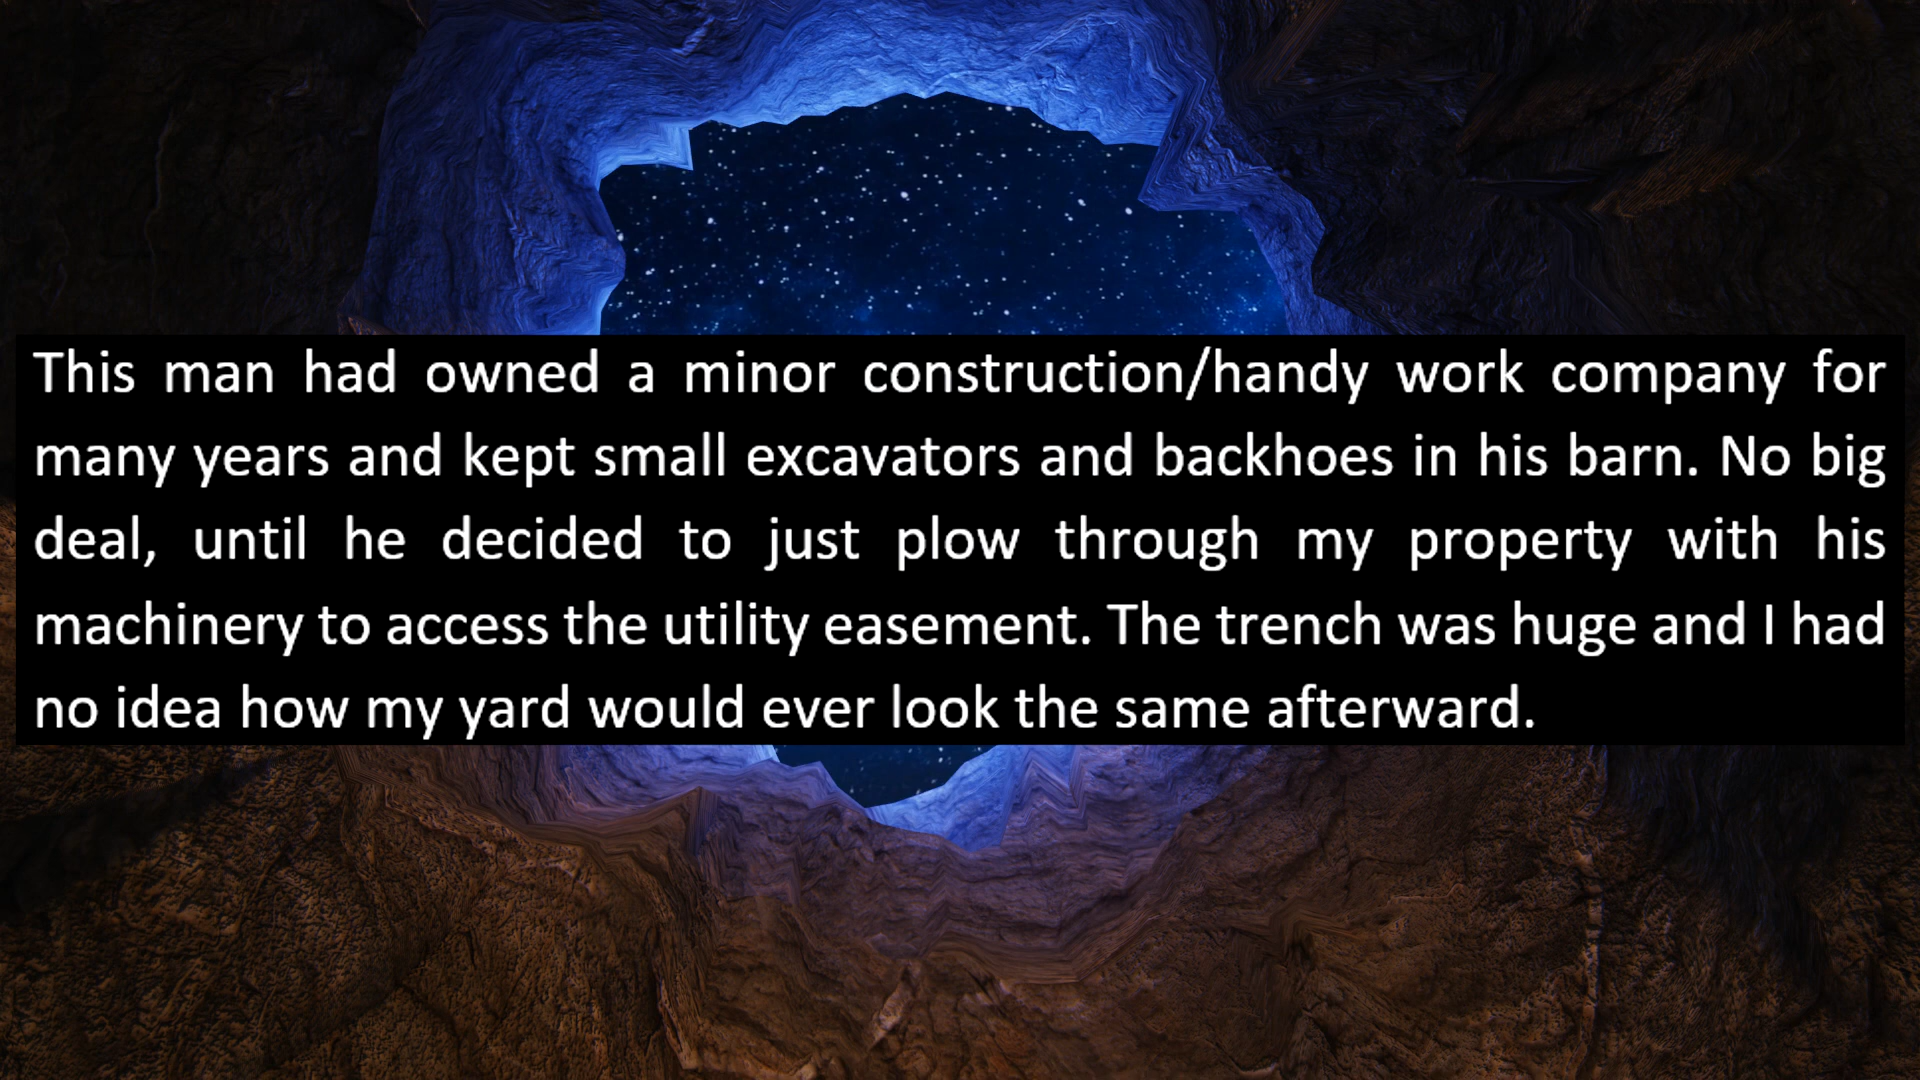 This man had owned a minor construction/handy work company for
many years and kept small excavators and backhoes in his barn. No big
deal, until he decided to just plow through my property with his
machinery to access the utility easement. The trench was huge and I had
no idea how my yard would ever look the same afterward.